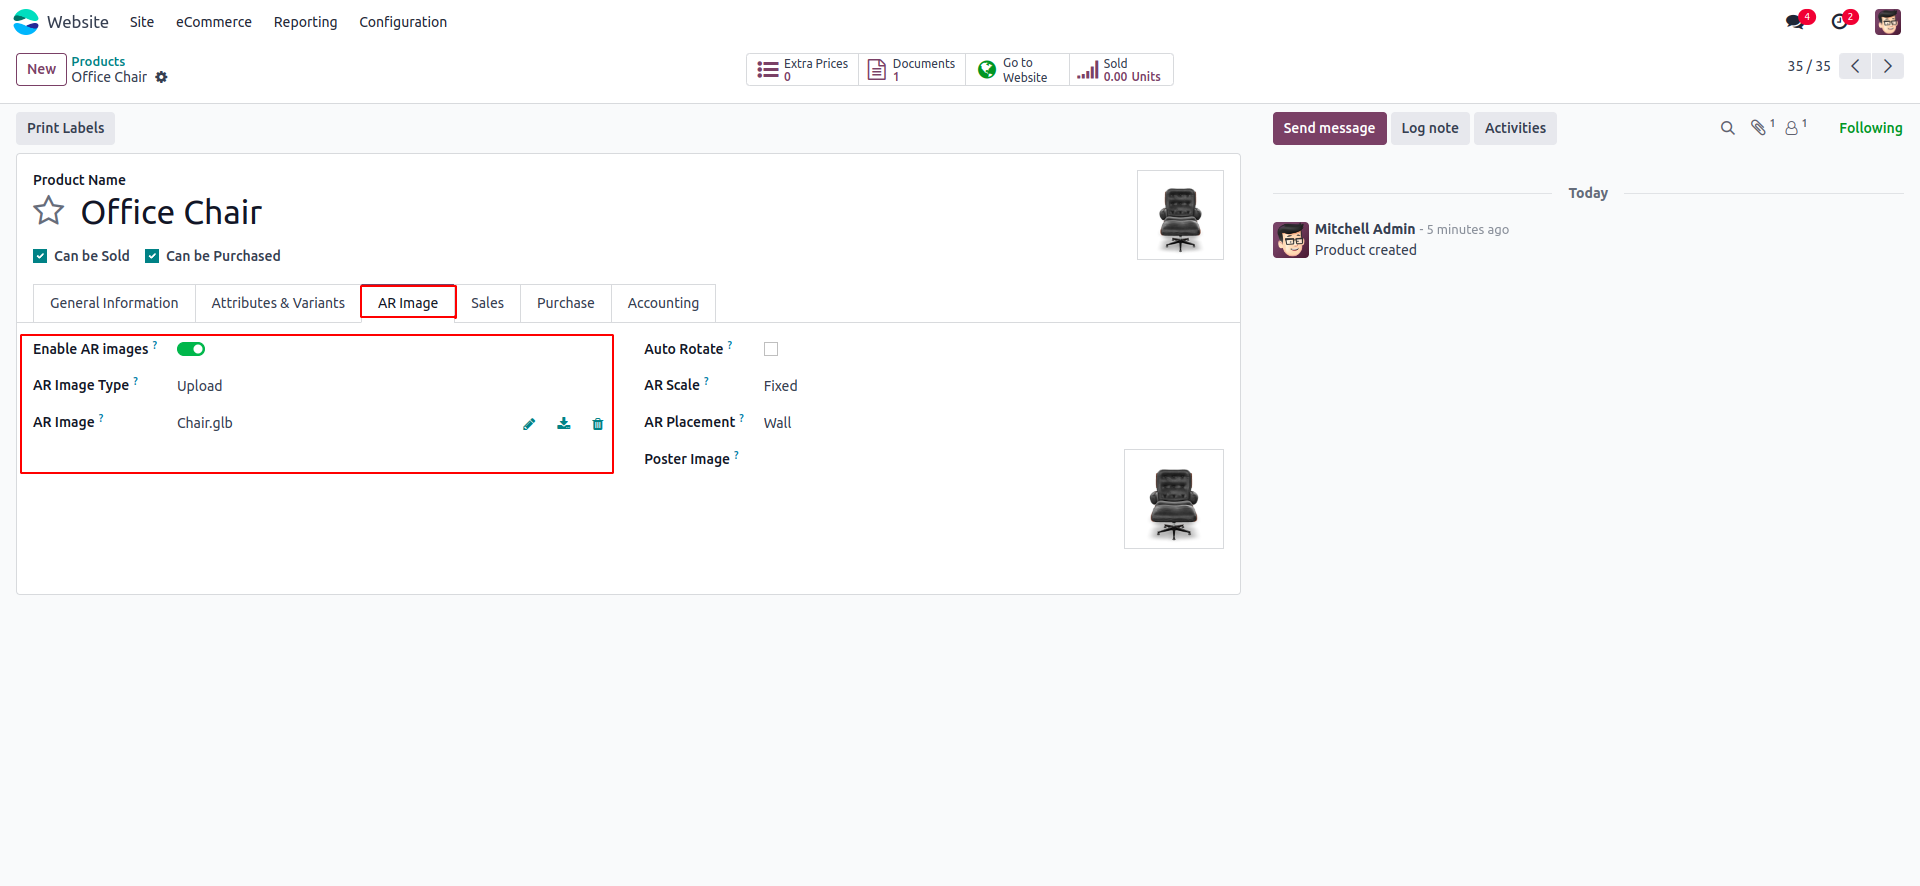 Website Site eCommerce Reporting Configuration 4 2
New Products
Office Chair
Extra Prices
0
Documents
1
Go to
Website
Sold
0.00 Units
35 / 35
Print Labels
Send message Log note Activities 1 1 Following
Product Name
Office Chair
Can be Sold Can be Purchased
General Information Attributes & Variants AR Image Sales Purchase Accounting
Enable AR images ?
AR Image Type ? Upload
AR Image ? Chair.glb
Auto Rotate ?
AR Scale ? Fixed
AR Placement ? Wall
Poster Image ?
Today
Mitchell Admin - 5 minutes ago
Product created